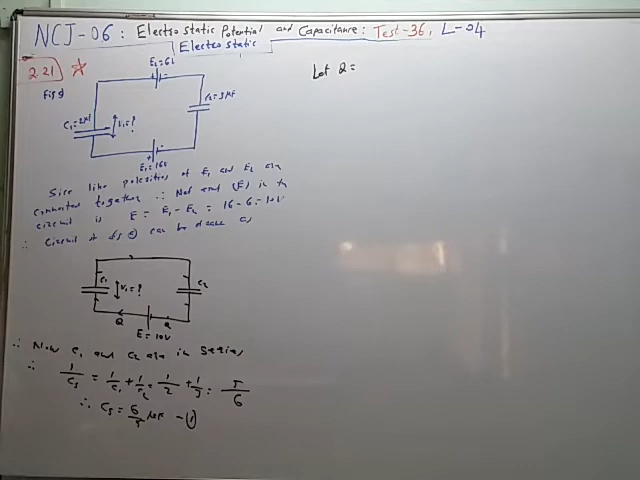 NCJ-06: Electrostatic Potential and Capacitance: Test-36, L-04
Electrostatic
2.21
E₂=6V
Fig(s)
C₂=3μF
C₁=2μF
V₁=?
E₁=16V
Let Q=
Since like polarities of E₁ and E₂ are
connected together ∴ Net emf (E) in the
circuit is E = E₁-E₂ = 16-6=10V
∴ Circuit of fig can be drawn as
C₁
V₁=?
C₂
Q
Q
E=10V
∴ Now C₁ and C₂ are in series,
∴ 1/Cs = 1/C₁ + 1/C₂ = 1/2 + 1/3 = 5/6
∴ Cs = 6/5 μF -(1)